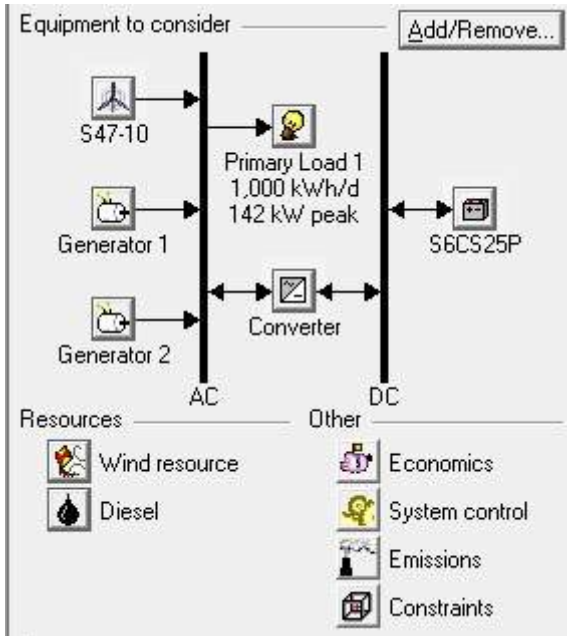 Equipment to consider
Add/Remove...
S47-10
Primary Load 1
1,000 kWh/d
142 kW peak
Generator 1
S6CS25P
Converter
Generator 2
AC
DC
Resources
Other
Wind resource
Economics
Diesel
System control
Emissions
Constraints